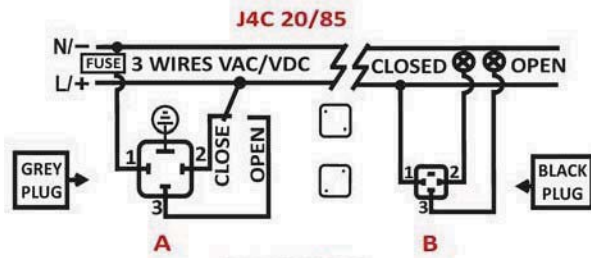 J4C 20/85
N/−
FUSE 3 WIRES VAC/VDC CLOSED OPEN
L/+
CLOSE
OPEN
1 2
3
1 2
3
GREY
PLUG
BLACK
PLUG
A B